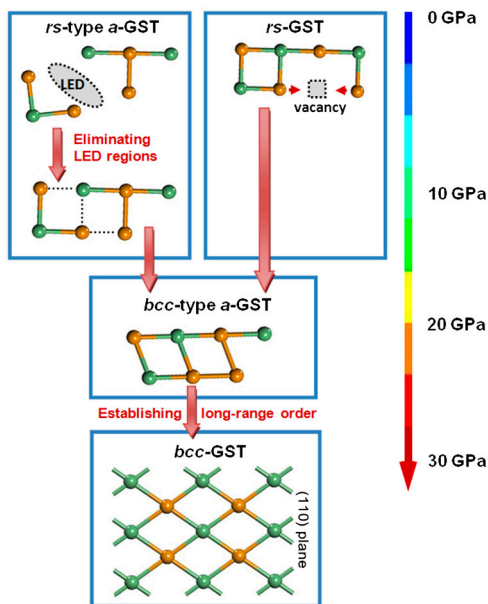 rs-type a-GST
LED
Eliminating
LED regions
rs-GST
vacancy
bcc-type a-GST
Establishing long-range order
bcc-GST
(110) plane
0 GPa
10 GPa
20 GPa
30 GPa